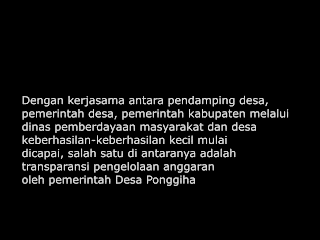 Dengan kerjasama antara pendamping desa,
pemerintah desa, pemerintah kabupaten melalui
dinas pemberdayaan masyarakat dan desa
keberhasilan-keberhasilan kecil mulai
dicapai, salah satu di antaranya adalah
transparansi pengelolaan anggaran
oleh pemerintah Desa Ponggiha